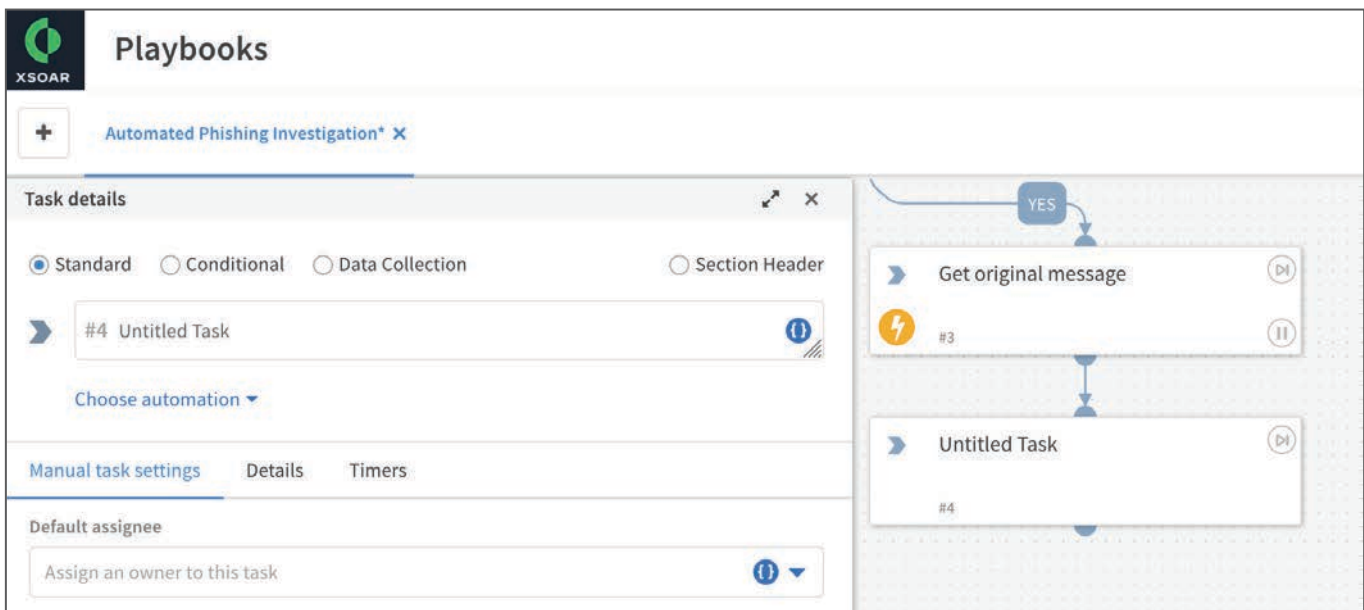 XSOAR
Playbooks
+
Automated Phishing Investigation* ×
Task details
Standard Conditional Data Collection Section Header
#4 Untitled Task
Choose automation
Manual task settings Details Timers
Default assignee
Assign an owner to this task
YES
Get original message
#3
Untitled Task
#4